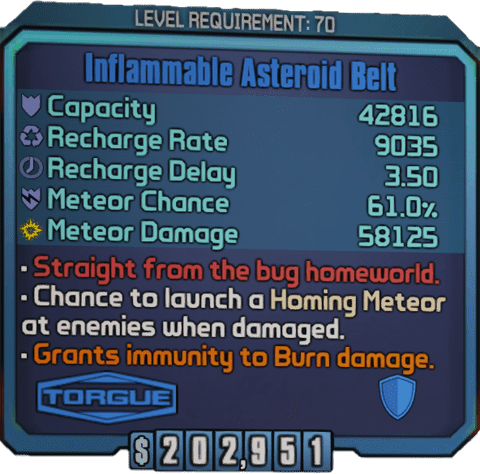 LEVEL REQUIREMENT: 70
Inflammable Asteroid Belt
Capacity 42816
Recharge Rate 9035
Recharge Delay 3.50
Meteor Chance 61.0%
Meteor Damage 58125
• Straight from the bug homeworld.
• Chance to launch a Homing Meteor
at enemies when damaged.
• Grants immunity to Burn damage.
TORGUE
$202,951